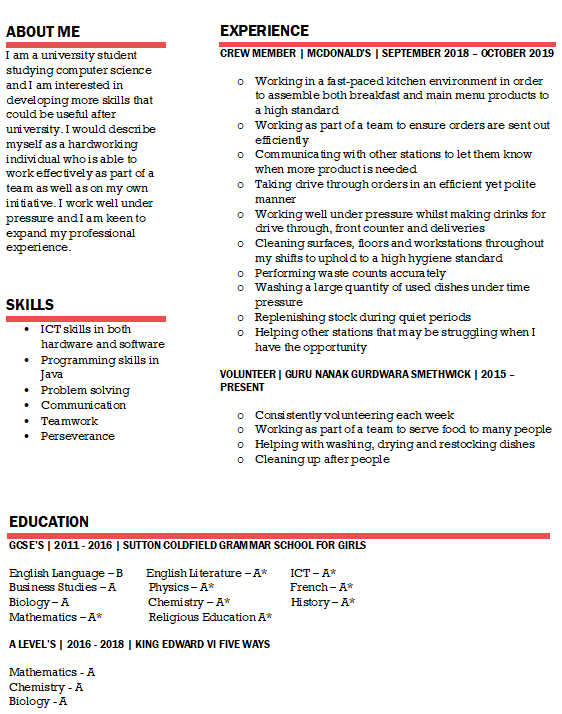 ABOUT ME
I am a university student
studying computer science
and I am interested in
developing more skills that
could be useful after
university. I would describe
myself as a hardworking
individual who is able to
work effectively as part of a
team as well as on my own
initiative. I work well under
pressure and I am keen to
expand my professional
experience.
SKILLS
• ICT skills in both
hardware and software
• Programming skills in
Java
• Problem solving
• Communication
• Teamwork
• Perseverance
EXPERIENCE
CREW MEMBER | MCDONALD'S | SEPTEMBER 2018 – OCTOBER 2019
o Working in a fast-paced kitchen environment in order
to assemble both breakfast and main menu products to
a high standard
o Working as part of a team to ensure orders are sent out
efficiently
o Communicating with other stations to let them know
when more product is needed
o Taking drive through orders in an efficient yet polite
manner
o Working well under pressure whilst making drinks for
drive through, front counter and deliveries
o Cleaning surfaces, floors and workstations throughout
my shifts to uphold to a high hygiene standard
o Performing waste counts accurately
o Washing a large quantity of used dishes under time
pressure
o Replenishing stock during quiet periods
o Helping other stations that may be struggling when I
have the opportunity
VOLUNTEER | GURU NANAK GURDWARA SMETHWICK | 2015 –
PRESENT
o Consistently volunteering each week
o Working as part of a team to serve food to many people
o Helping with washing, drying and restocking dishes
o Cleaning up after people
EDUCATION
GCSE'S | 2011 - 2016 | SUTTON COLDFIELD GRAMMAR SCHOOL FOR GIRLS
English Language – B English Literature – A* ICT – A*
Business Studies – A Physics – A* French – A*
Biology – A Chemistry – A* History – A*
Mathematics – A* Religious Education A*
A LEVEL'S | 2016 - 2018 | KING EDWARD VI FIVE WAYS
Mathematics - A
Chemistry - A
Biology - A